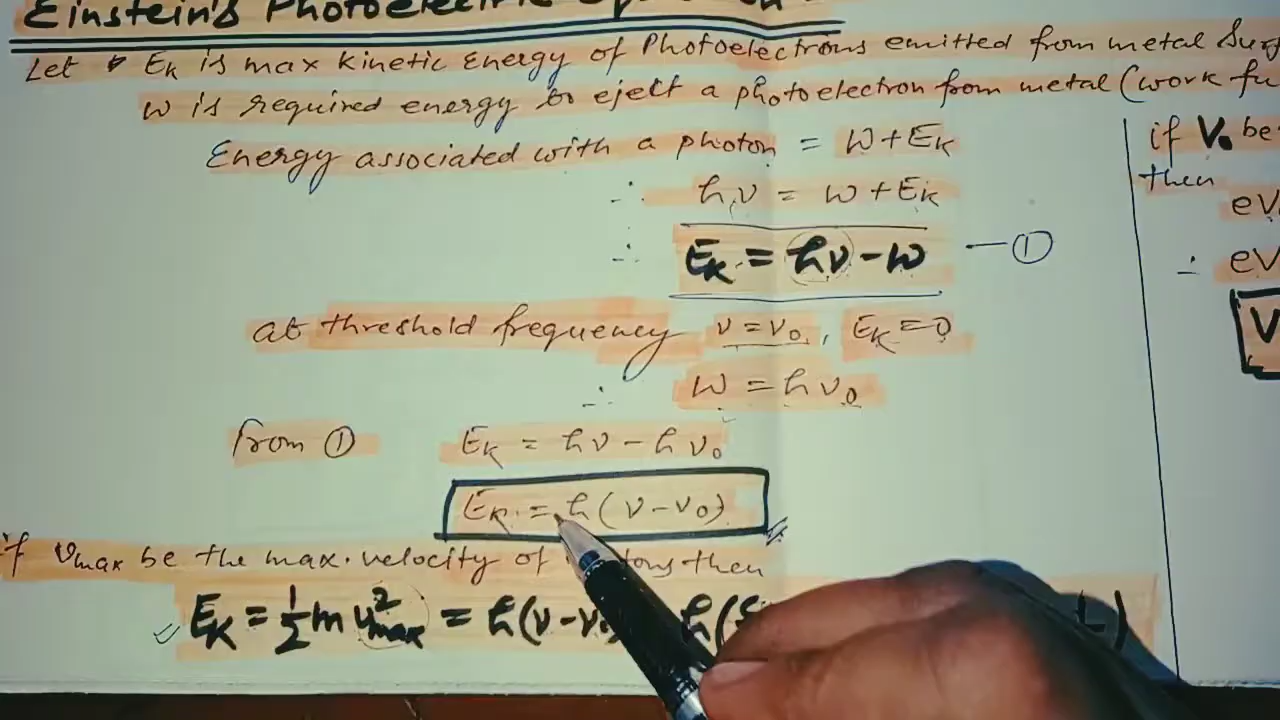 Einstein's Photoelectric
Let EK is max kinetic Energy of Photoelectrons emitted from metal
W is required energy to eject a photoelectron from metal (work
Energy associated with a photon = W + EK
∴ hν = W + EK
∴ EK = hν - W — ①
at threshold frequency ν = ν₀, EK = 0
∴ W = hν₀
from ① EK = hν - hν₀
EK = h(ν - ν₀)
if vmax be the max. velocity of then
EK = ½ m v²max = h(ν - ν h(
if V₀ be
then
eV
∴ eV
V